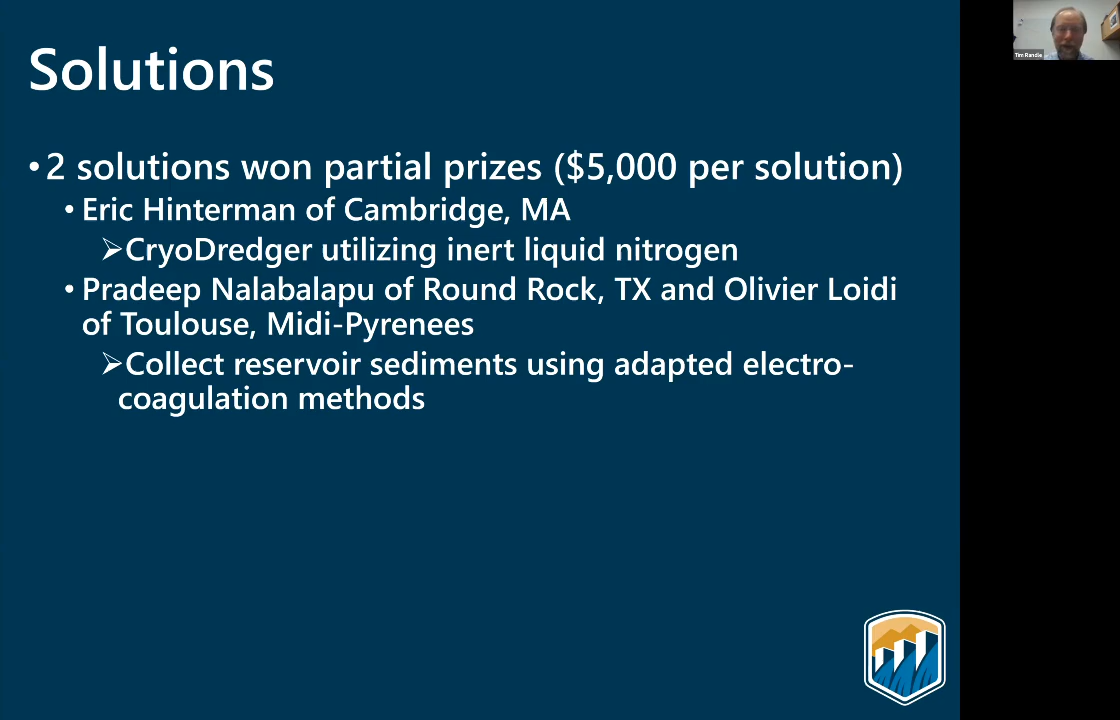 Solutions
• 2 solutions won partial prizes ($5,000 per solution)
• Eric Hinterman of Cambridge, MA
➢CryoDredger utilizing inert liquid nitrogen
• Pradeep Nalabalapu of Round Rock, TX and Olivier Loidi
of Toulouse, Midi-Pyrenees
➢Collect reservoir sediments using adapted electro-
coagulation methods
Tim Randle